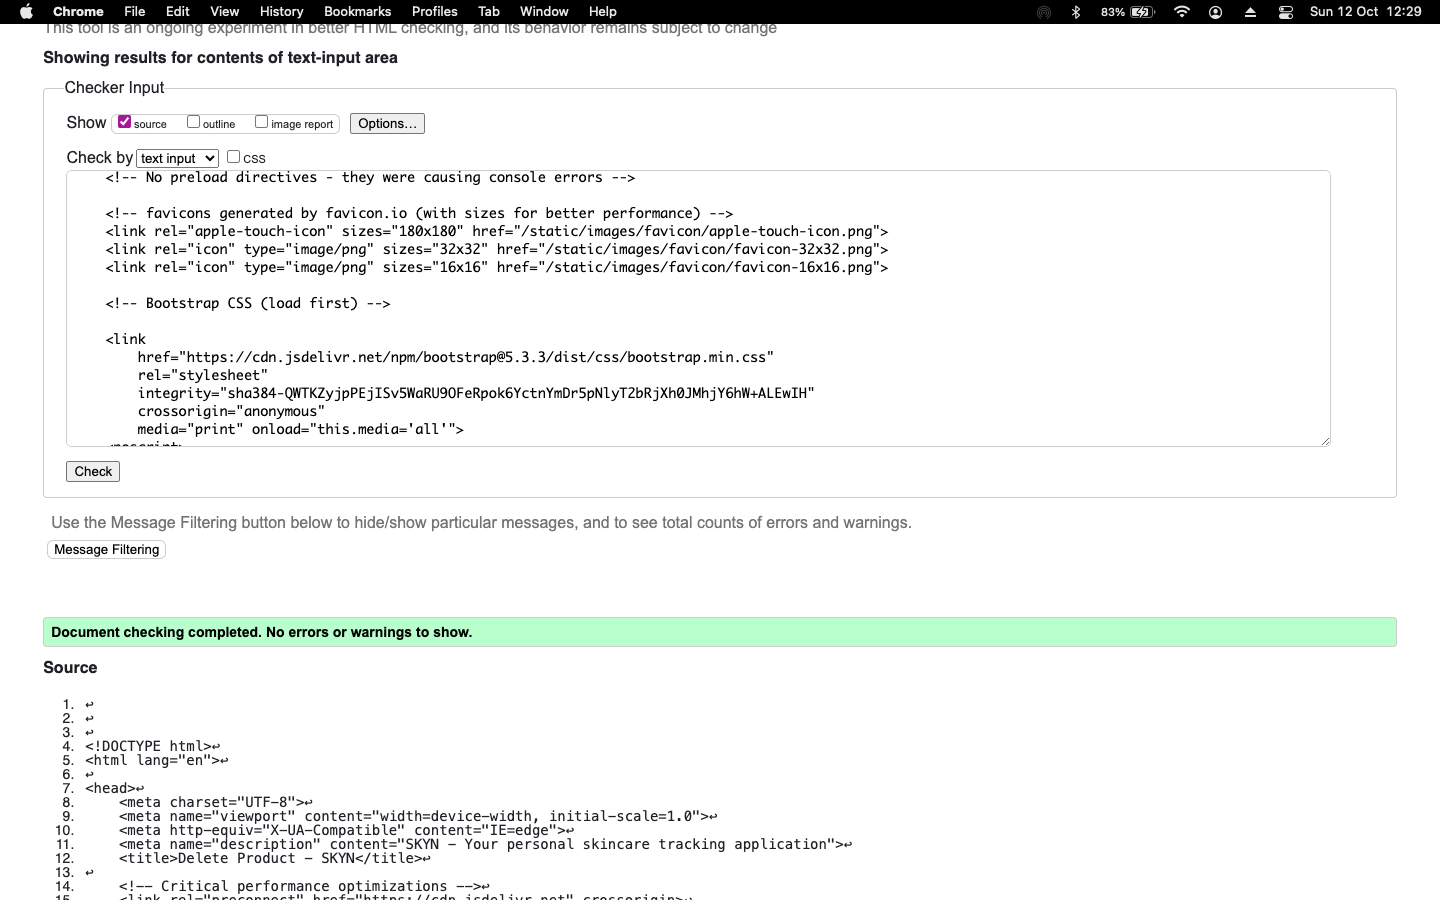 Chrome File Edit View History Bookmarks Profiles Tab Window Help 83% Sun 12 Oct 12:29
This tool is an ongoing experiment in better HTML checking, and its behavior remains subject to change
Showing results for contents of text-input area
Checker Input
Show source outline image report Options...
Check by text input CSS
<!-- No preload directives - they were causing console errors -->
<!-- favicons generated by favicon.io (with sizes for better performance) -->
<link rel="apple-touch-icon" sizes="180x180" href="/static/images/favicon/apple-touch-icon.png">
<link rel="icon" type="image/png" sizes="32x32" href="/static/images/favicon/favicon-32x32.png">
<link rel="icon" type="image/png" sizes="16x16" href="/static/images/favicon/favicon-16x16.png">
<!-- Bootstrap CSS (load first) -->
<link
href="https://cdn.jsdelivr.net/npm/bootstrap@5.3.3/dist/css/bootstrap.min.css"
rel="stylesheet"
integrity="sha384-QWTKZyjpPEjISv5WaRU9OFeRpok6YctnYmDr5pNlyT2bRjXh0JMhjY6hW+ALEwIH"
crossorigin="anonymous"
media="print" onload="this.media='all'">
<noscript>
Check
Use the Message Filtering button below to hide/show particular messages, and to see total counts of errors and warnings.
Message Filtering
Document checking completed. No errors or warnings to show.
Source
1. ↩
2. ↩
3. ↩
4. <!DOCTYPE html>↩
5. <html lang="en">↩
6. ↩
7. <head>↩
8. <meta charset="UTF-8">↩
9. <meta name="viewport" content="width=device-width, initial-scale=1.0">↩
10. <meta http-equiv="X-UA-Compatible" content="IE=edge">↩
11. <meta name="description" content="SKYN - Your personal skincare tracking application">↩
12. <title>Delete Product - SKYN</title>↩
13. ↩
14. <!-- Critical performance optimizations -->↩
15. <link rel="preconnect" href="https://cdn.jsdelivr.net" crossorigin>↩